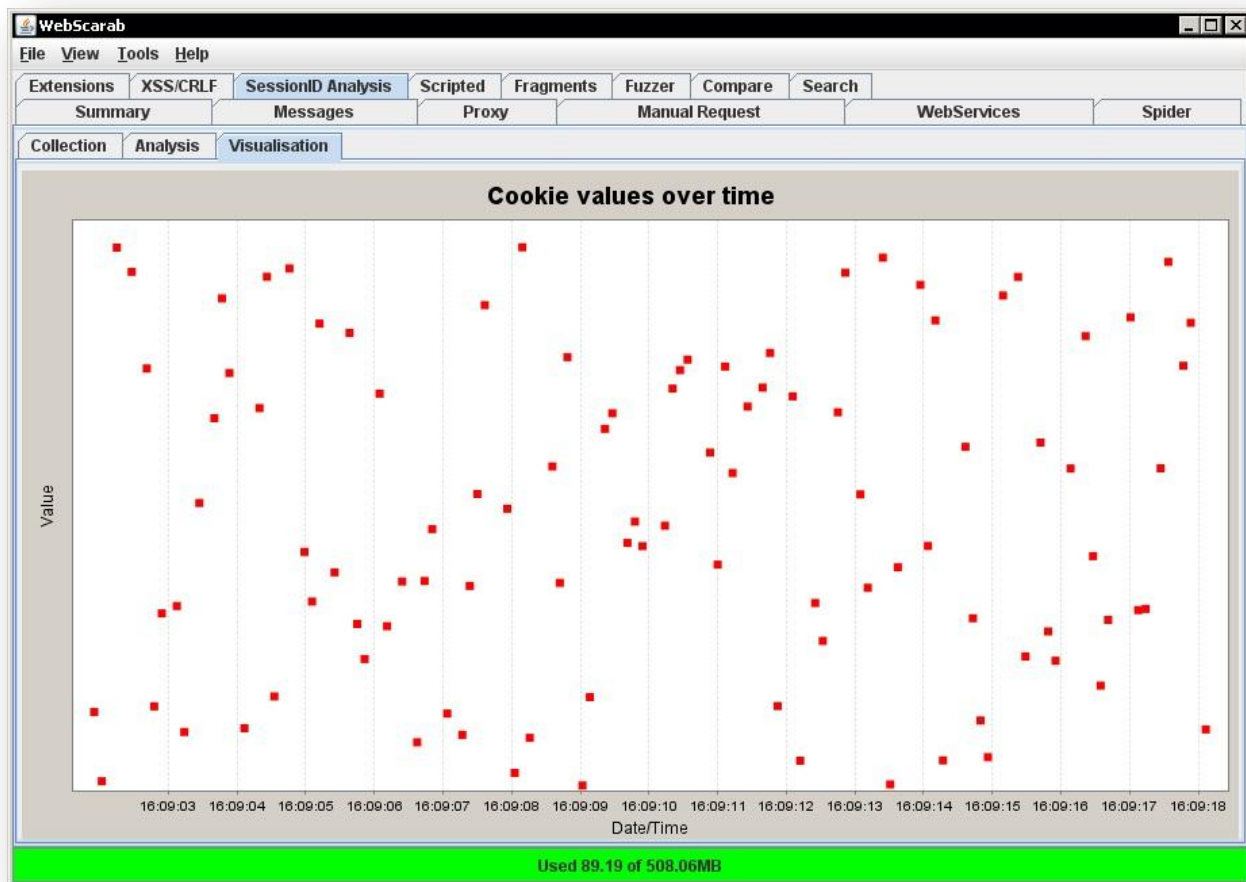 WebScarab
File View Tools Help
Extensions XSS/CRLF SessionID Analysis Scripted Fragments Fuzzer Compare Search
Summary Messages Proxy Manual Request WebServices Spider
Collection Analysis Visualisation
Cookie values over time
Value
16:09:03 16:09:04 16:09:05 16:09:06 16:09:07 16:09:08 16:09:09 16:09:10 16:09:11 16:09:12 16:09:13 16:09:14 16:09:15 16:09:16 16:09:17 16:09:18
Date/Time
Used 89.19 of 508.06MB